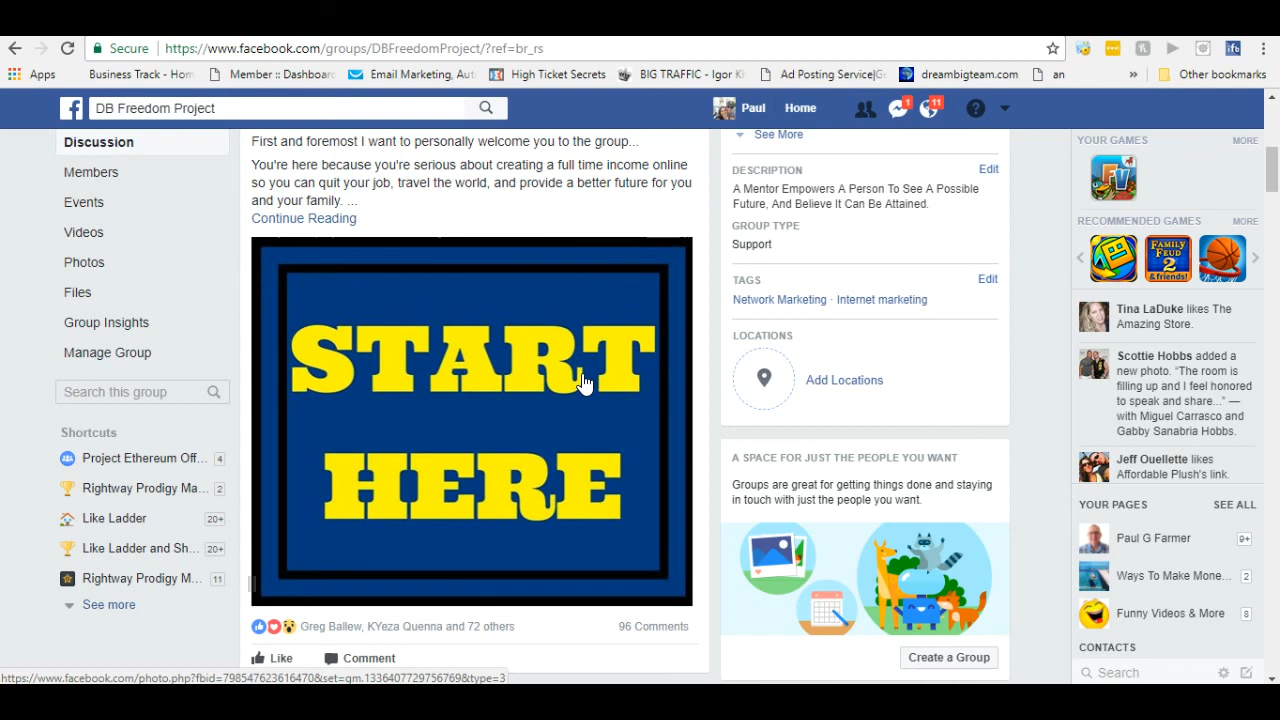 Secure
https://www.facebook.com/groups/DBFreedomProject/?ref=br_rs
Apps
Business Track - Hom
Member :: Dashboard
Email Marketing, Aut
High Ticket Secrets
BIG TRAFFIC - Igor K
Ad Posting Service|G
dreambigteam.com
an
»
Other bookmarks
DB Freedom Project
Paul
Home
1
11
Discussion
Members
Events
Videos
Photos
Files
Group Insights
Manage Group
Search this group
Shortcuts
Project Ethereum Off... 4
Rightway Prodigy Ma... 2
Like Ladder 20+
Like Ladder and Sh... 20+
Rightway Prodigy M... 11
See more
First and foremost I want to personally welcome you to the group...
You're here because you're serious about creating a full time income online
so you can quit your job, travel the world, and provide a better future for you
and your family. ...
Continue Reading
START
HERE
Greg Ballew, KYeza Quenna and 72 others
96 Comments
Like
Comment
https://www.facebook.com/photo.php?fbid=798547623616470&set=gm.1336407729756769&type=3
See More
DESCRIPTION
Edit
A Mentor Empowers A Person To See A Possible
Future, And Believe It Can Be Attained.
GROUP TYPE
Support
TAGS
Edit
Network Marketing · Internet marketing
LOCATIONS
Add Locations
A SPACE FOR JUST THE PEOPLE YOU WANT
Groups are great for getting things done and staying
in touch with just the people you want.
Create a Group
YOUR GAMES
MORE
FV
RECOMMENDED GAMES
MORE
FAMILY
FEUD
2
& friends!
Tina LaDuke likes The
Amazing Store.
Scottie Hobbs added a
new photo. “The room is
filling up and I feel honored
to speak and share...” —
with Miguel Carrasco and
Gabby Sanabria Hobbs.
Jeff Ouellette likes
Affordable Plush's link.
YOUR PAGES
SEE ALL
Paul G Farmer 9+
Ways To Make Mone... 2
Funny Videos & More 8
CONTACTS
Search